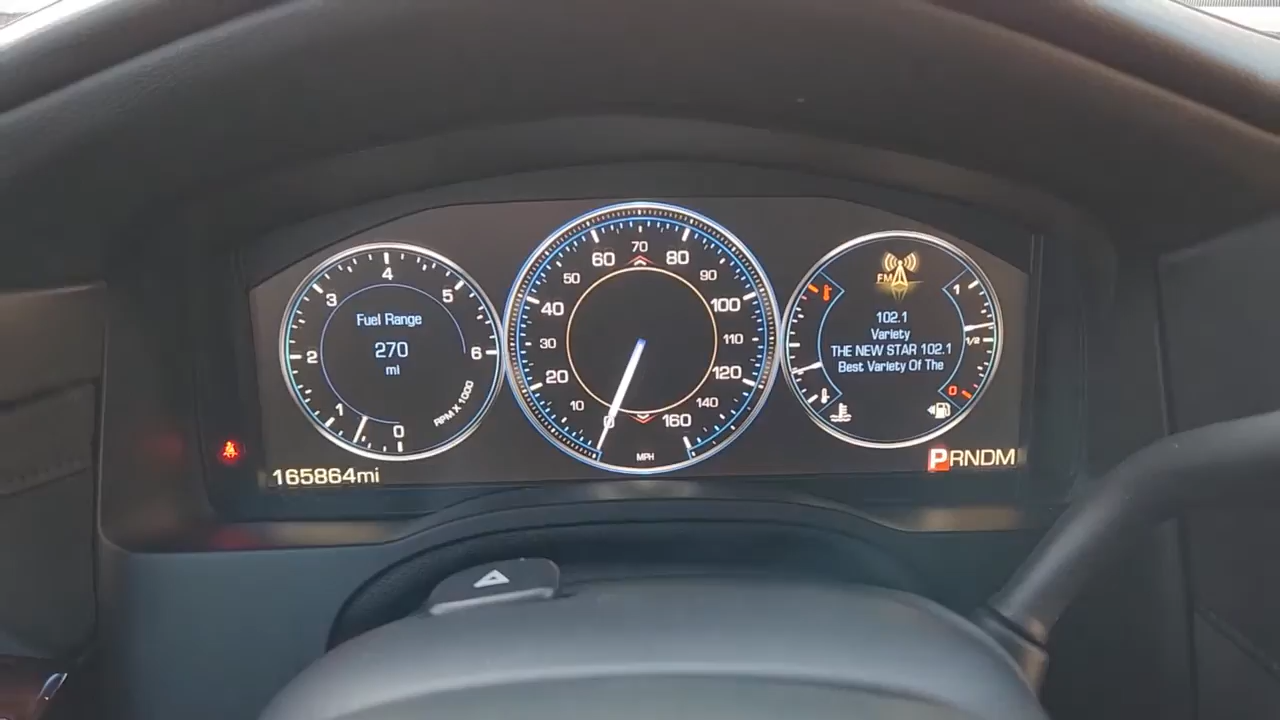 Fuel Range
270
mi
0
1
2
3
4
5
6
RPM X 1000
0
10
20
30
40
50
60
70
80
90
100
110
120
140
160
MPH
FM
102.1
Variety
THE NEW STAR 102.1
Best Variety Of The
1
1/2
0
165864mi
PRNDM